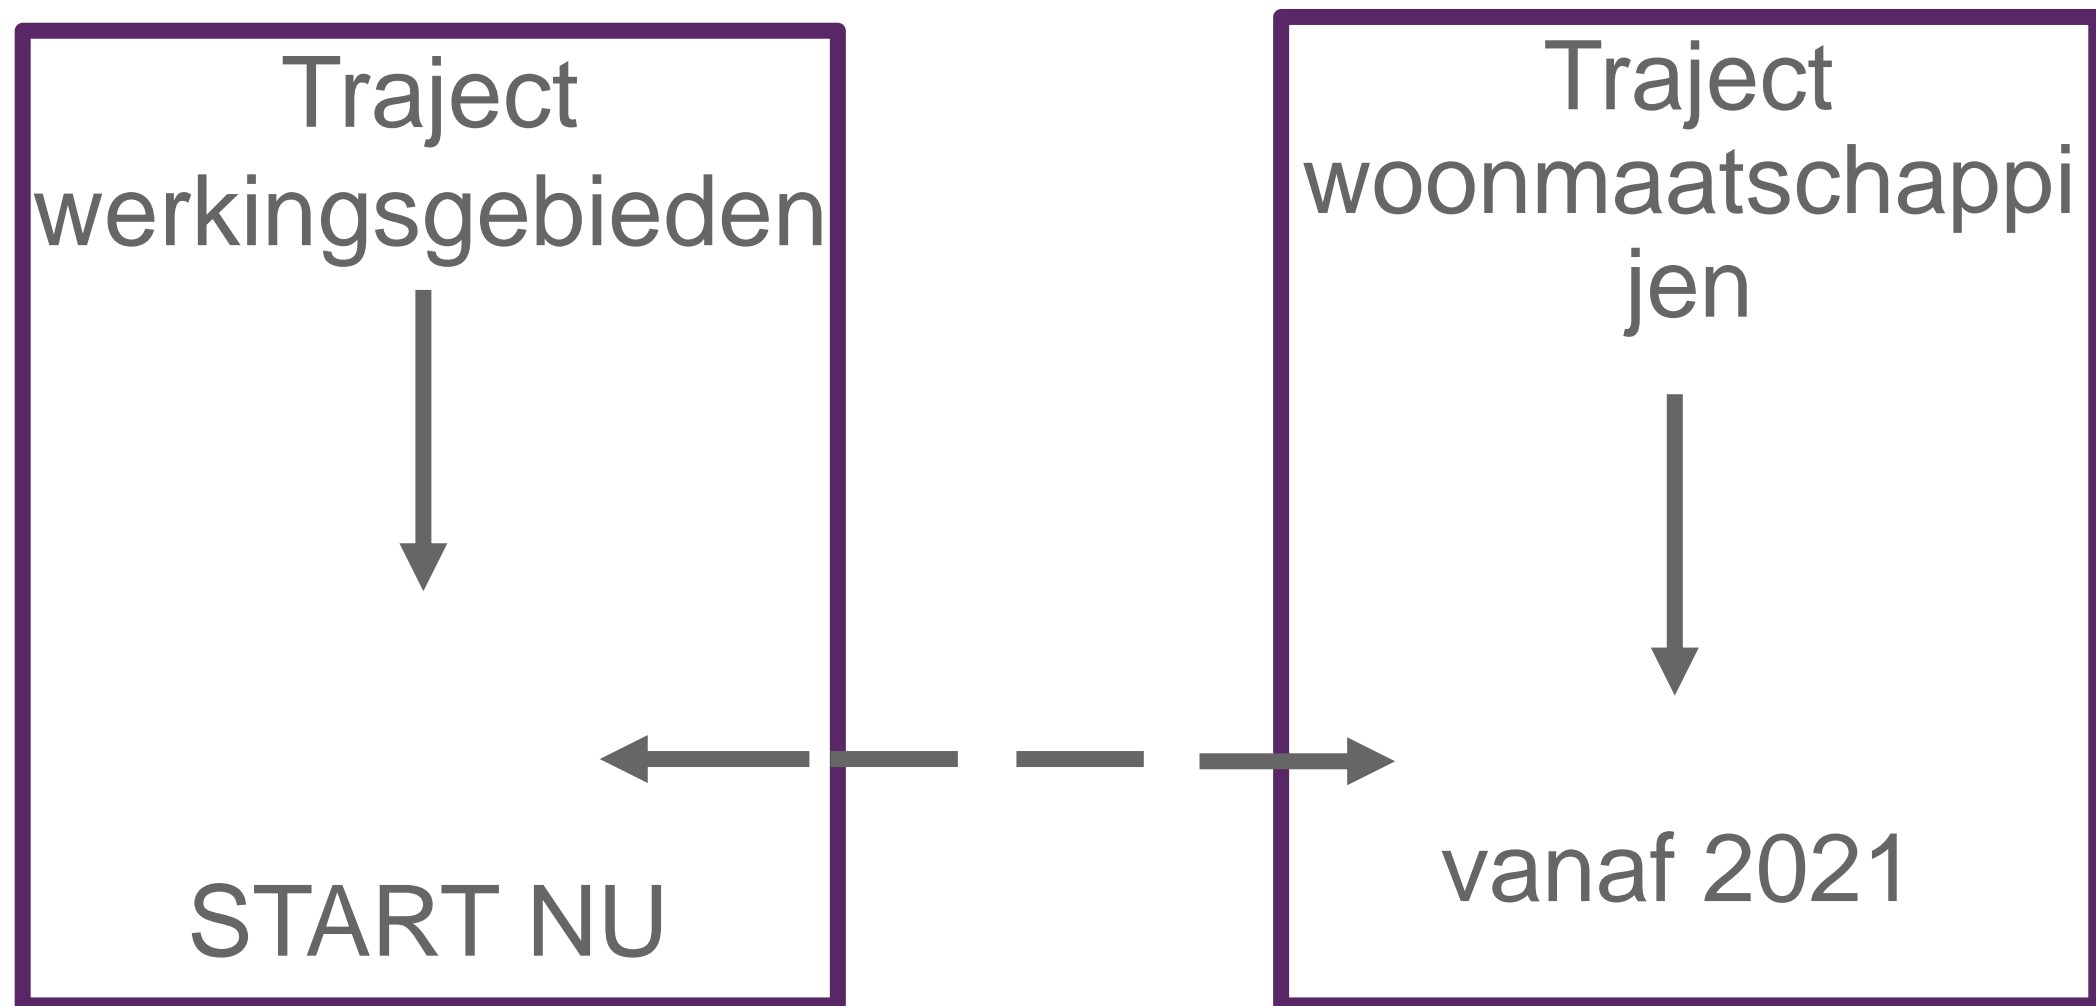 Traject
werkingsgebieden
START NU
Traject
woonmaatschappi
jen
vanaf 2021